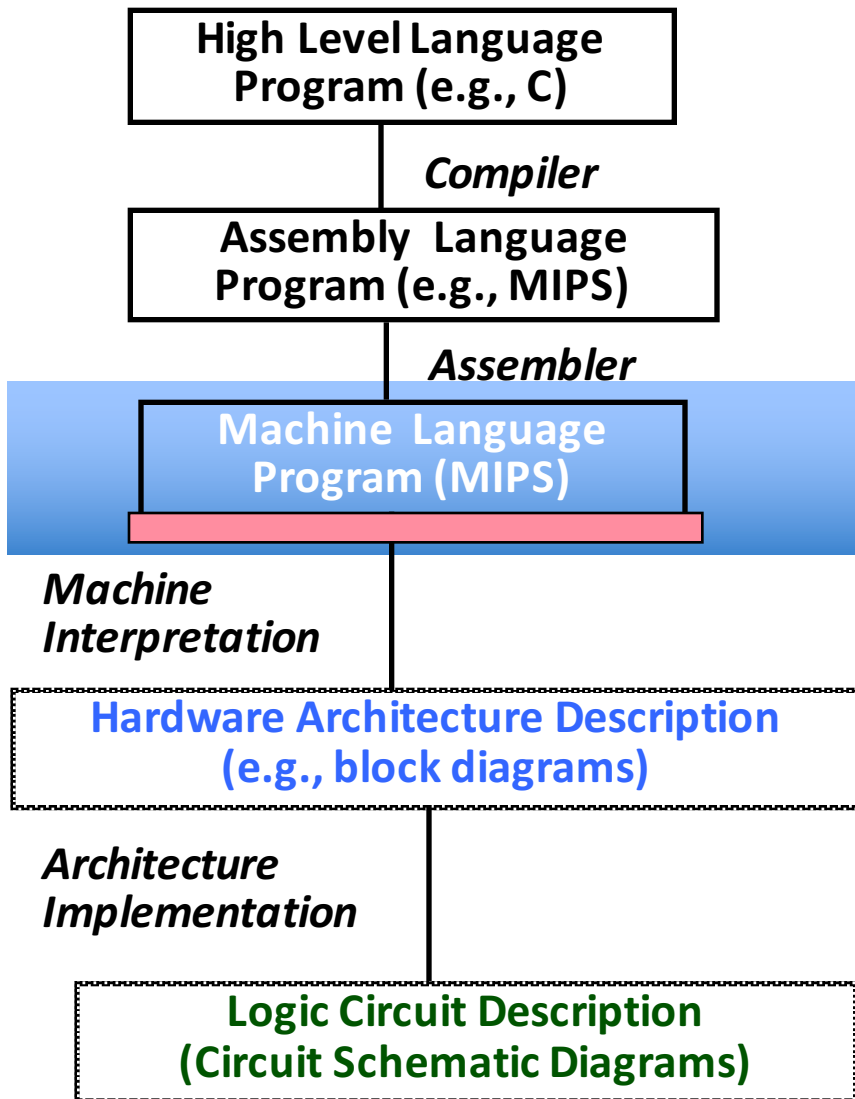 High Level Language
Program (e.g., C)
Compiler
Assembly Language
Program (e.g., MIPS)
Assembler
Machine Language
Program (MIPS)
Machine
Interpretation
Hardware Architecture Description
(e.g., block diagrams)
Architecture
Implementation
Logic Circuit Description
(Circuit Schematic Diagrams)